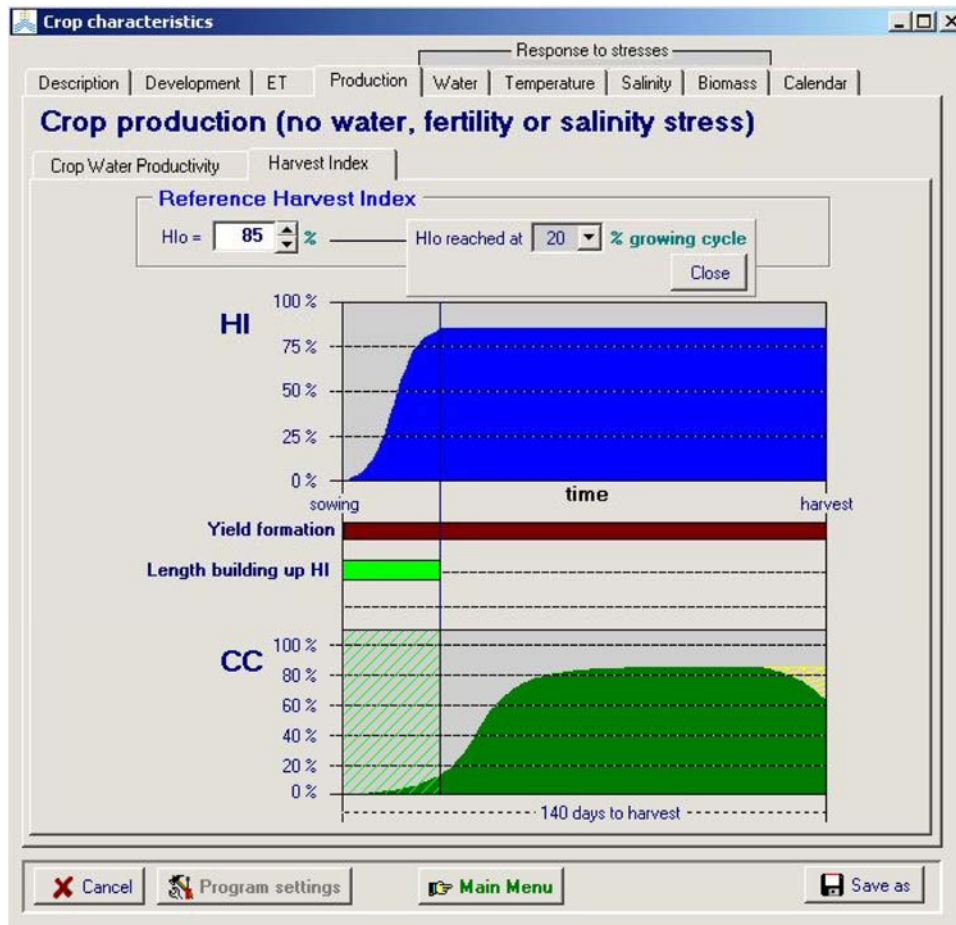 Crop characteristics
Response to stresses
Description Development ET Production Water Temperature Salinity Biomass Calendar
Crop production (no water, fertility or salinity stress)
Crop Water Productivity Harvest Index
Reference Harvest Index
HIo = 85 % HIo reached at 20 % growing cycle
Close
HI
100 %
75 %
50 %
25 %
0 %
sowing time harvest
Yield formation
Length building up HI
CC
100 %
80 %
60 %
40 %
20 %
0 %
140 days to harvest
Cancel Program settings Main Menu Save as